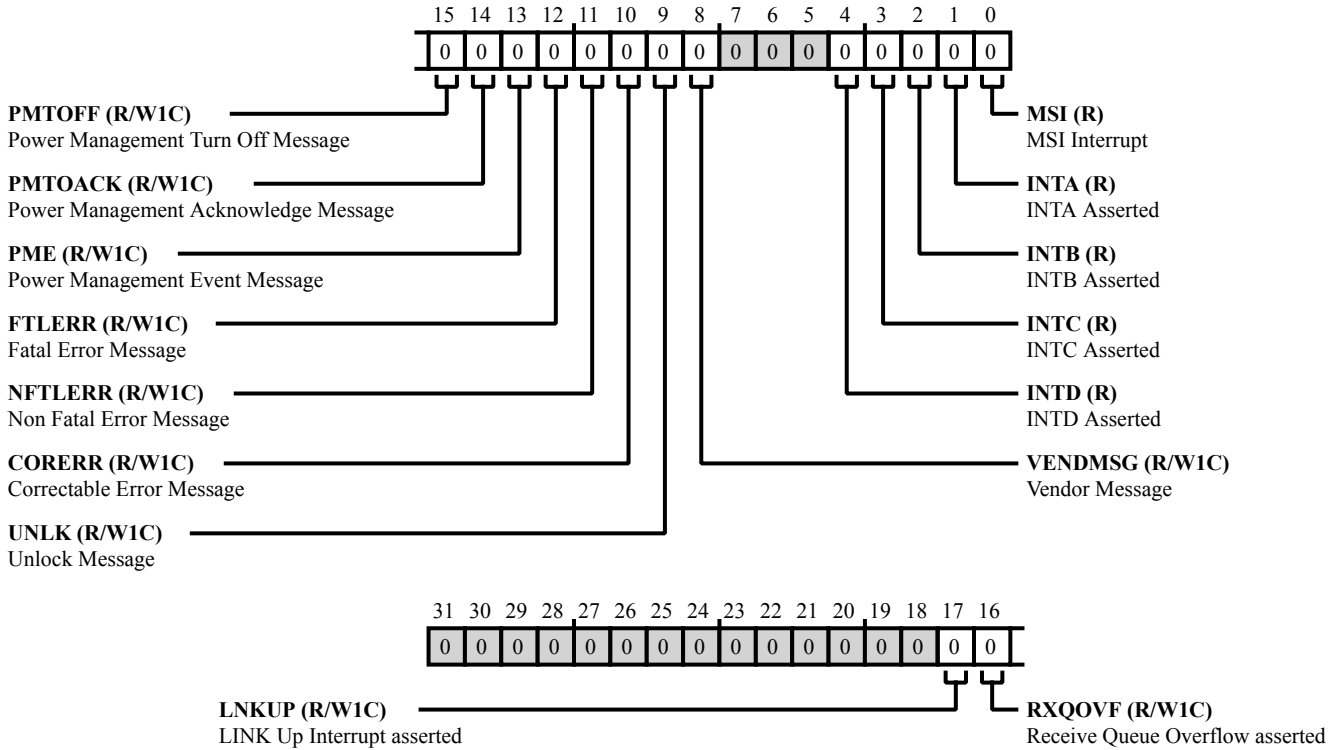 15 14 13 12 11 10 9 8 7 6 5 4 3 2 1 0
0 0 0 0 0 0 0 0 0 0 0 0 0 0 0 0
PMTOFF (R/W1C)
Power Management Turn Off Message
PMTOACK (R/W1C)
Power Management Acknowledge Message
PME (R/W1C)
Power Management Event Message
FTLERR (R/W1C)
Fatal Error Message
NFTLERR (R/W1C)
Non Fatal Error Message
CORERR (R/W1C)
Correctable Error Message
UNLK (R/W1C)
Unlock Message
MSI (R)
MSI Interrupt
INTA (R)
INTA Asserted
INTB (R)
INTB Asserted
INTC (R)
INTC Asserted
INTD (R)
INTD Asserted
VENDMSG (R/W1C)
Vendor Message
31 30 29 28 27 26 25 24 23 22 21 20 19 18 17 16
0 0 0 0 0 0 0 0 0 0 0 0 0 0 0 0
LNKUP (R/W1C)
LINK Up Interrupt asserted
RXQOVF (R/W1C)
Receive Queue Overflow asserted